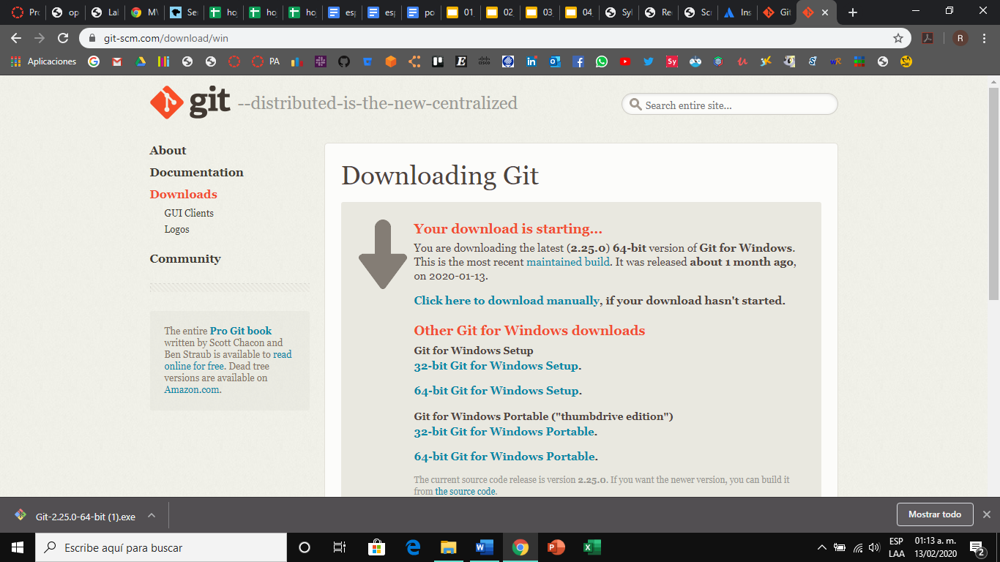 Pr op Lal M\ Se ho ho ho esp esp po 01 02 03 04 Syl Re Scr Ins Git
git-scm.com/download/win
R
Aplicaciones
PA
git --distributed-is-the-new-centralized
Search entire site...
About
Documentation
Downloads
GUI Clients
Logos
Community
The entire Pro Git book
written by Scott Chacon and
Ben Straub is available to read
online for free. Dead tree
versions are available on
Amazon.com.
Downloading Git
Your download is starting...
You are downloading the latest (2.25.0) 64-bit version of Git for Windows.
This is the most recent maintained build. It was released about 1 month ago,
on 2020-01-13.
Click here to download manually, if your download hasn't started.
Other Git for Windows downloads
Git for Windows Setup
32-bit Git for Windows Setup.
64-bit Git for Windows Setup.
Git for Windows Portable ("thumbdrive edition")
32-bit Git for Windows Portable.
64-bit Git for Windows Portable.
The current source code release is version 2.25.0. If you want the newer version, you can build it
from the source code.
Git-2.25.0-64-bit (1).exe
Mostrar todo
Escribe aquí para buscar
ESP
LAA
01:13 a. m.
13/02/2020
2